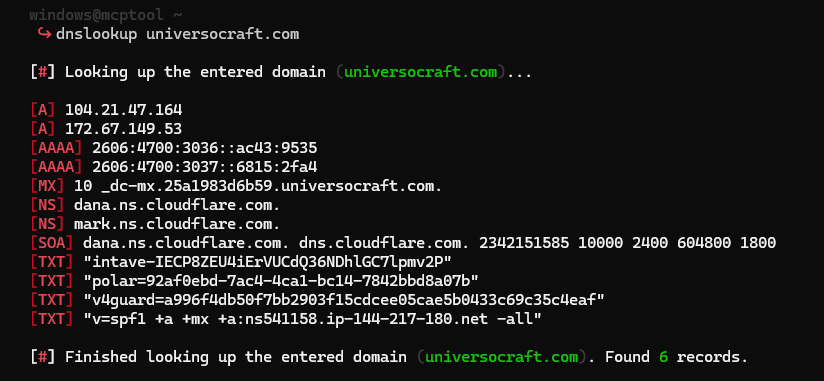 windows@mcptool ~
↪ dnslookup universocraft.com
[#] Looking up the entered domain (universocraft.com)...
[A] 104.21.47.164
[A] 172.67.149.53
[AAAA] 2606:4700:3036::ac43:9535
[AAAA] 2606:4700:3037::6815:2fa4
[MX] 10 _dc-mx.25a1983d6b59.universocraft.com.
[NS] dana.ns.cloudflare.com.
[NS] mark.ns.cloudflare.com.
[SOA] dana.ns.cloudflare.com. dns.cloudflare.com. 2342151585 10000 2400 604800 1800
[TXT] "intave-IECP8ZEU4iErVUCdQ36NDhlGC7lpmv2P"
[TXT] "polar=92af0ebd-7ac4-4ca1-bc14-7842bbd8a07b"
[TXT] "v4guard=a996f4db50f7bb2903f15cdcee05cae5b0433c69c35c4eaf"
[TXT] "v=spf1 +a +mx +a:ns541158.ip-144-217-180.net -all"
[#] Finished looking up the entered domain (universocraft.com). Found 6 records.